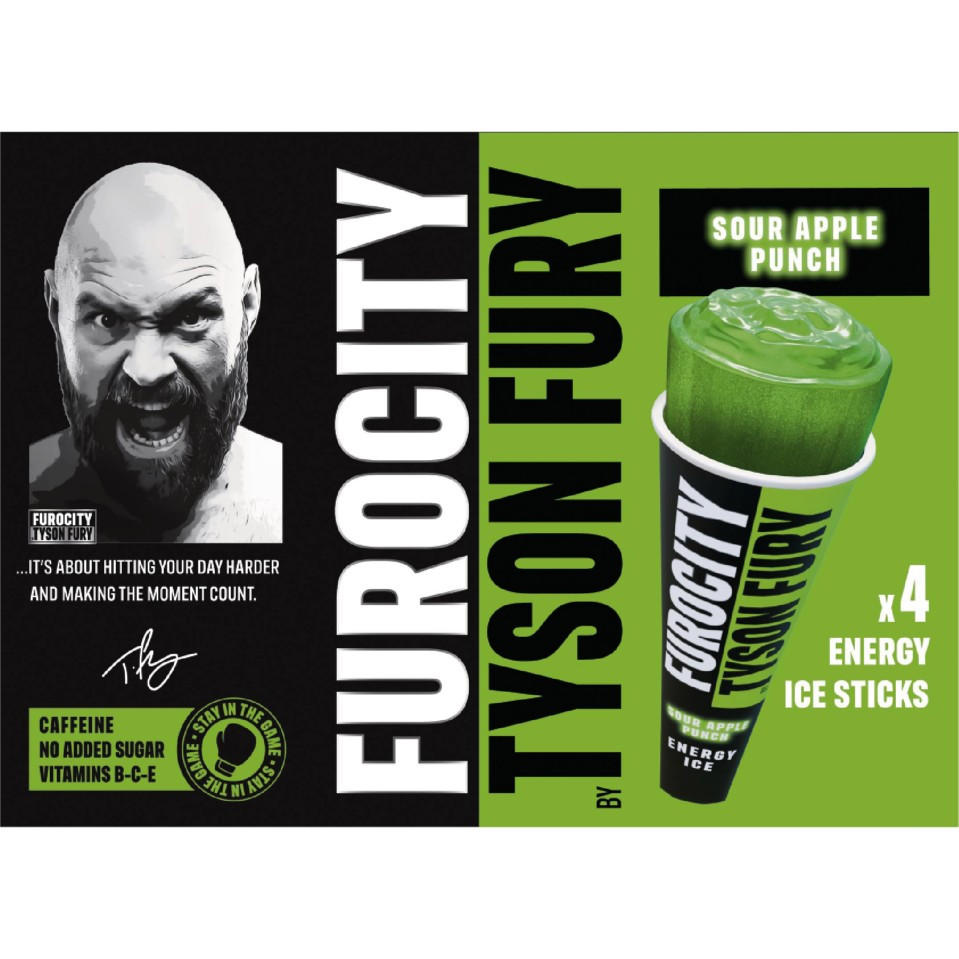 FUROCITY
TYSON FURY
...IT'S ABOUT HITTING YOUR DAY HARDER
AND MAKING THE MOMENT COUNT.
CAFFEINE
NO ADDED SUGAR
VITAMINS B-C-E
STAY IN THE GAME • STAY IN THE GAME •
FUROCITY
BY TYSON FURY
SOUR APPLE
PUNCH
FUROCITY
TYSON FURY
SOUR APPLE
PUNCH
ENERGY
ICE
x4
ENERGY
ICE STICKS